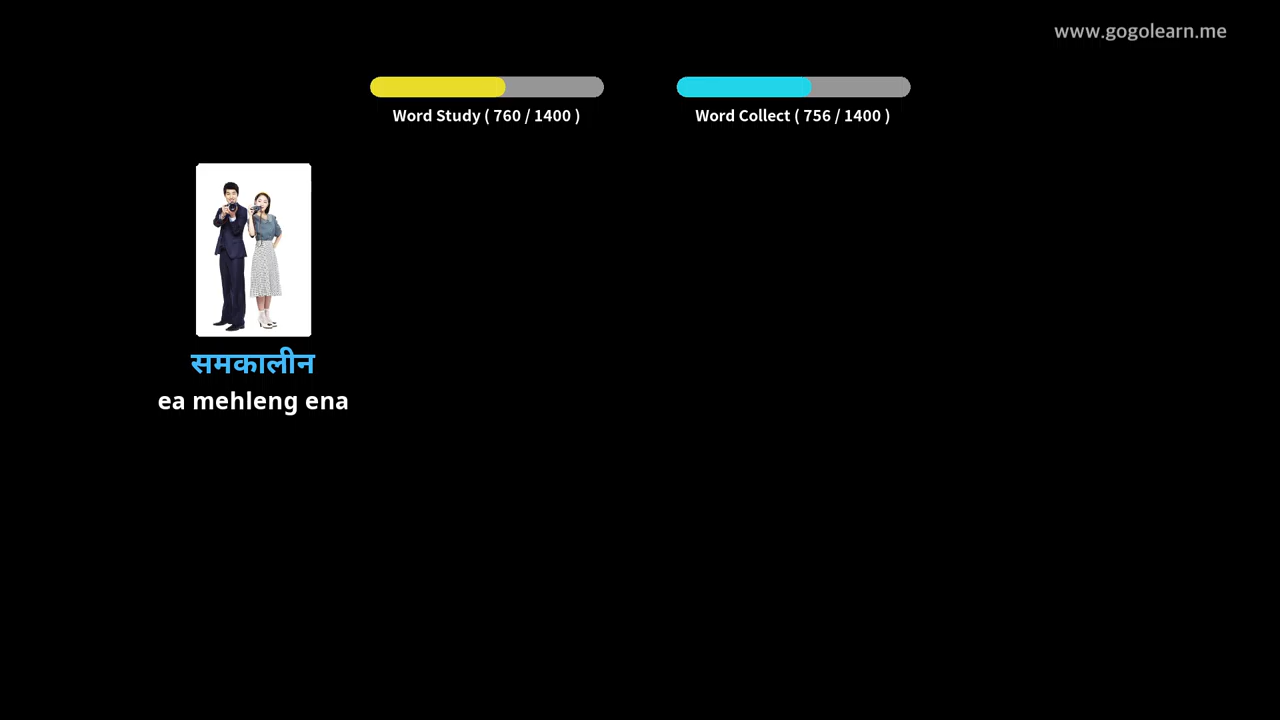 www.gogolearn.me
Word Study ( 760 / 1400 )
Word Collect ( 756 / 1400 )
समकालीन
ea mehleng ena